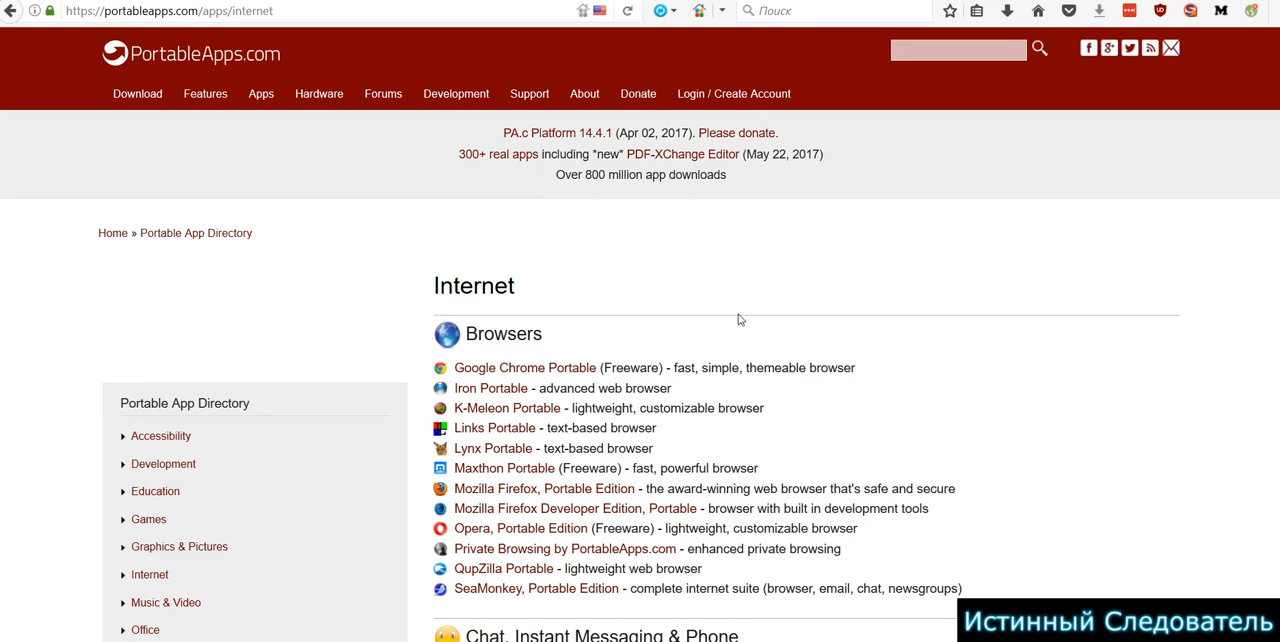 https://portableapps.com/apps/internet
Поиск
PortableApps.com
Download Features Apps Hardware Forums Development Support About Donate Login / Create Account
PA.c Platform 14.4.1 (Apr 02, 2017). Please donate.
300+ real apps including *new* PDF-XChange Editor (May 22, 2017)
Over 800 million app downloads
Home » Portable App Directory
Internet
Browsers
Google Chrome Portable (Freeware) - fast, simple, themeable browser
Iron Portable - advanced web browser
K-Meleon Portable - lightweight, customizable browser
Links Portable - text-based browser
Lynx Portable - text-based browser
Maxthon Portable (Freeware) - fast, powerful browser
Mozilla Firefox, Portable Edition - the award-winning web browser that's safe and secure
Mozilla Firefox Developer Edition, Portable - browser with built in development tools
Opera, Portable Edition (Freeware) - lightweight, customizable browser
Private Browsing by PortableApps.com - enhanced private browsing
QupZilla Portable - lightweight web browser
SeaMonkey, Portable Edition - complete internet suite (browser, email, chat, newsgroups)
Chat, Instant Messaging & Phone
Portable App Directory
Accessibility
Development
Education
Games
Graphics & Pictures
Internet
Music & Video
Office
Истинный Следователь